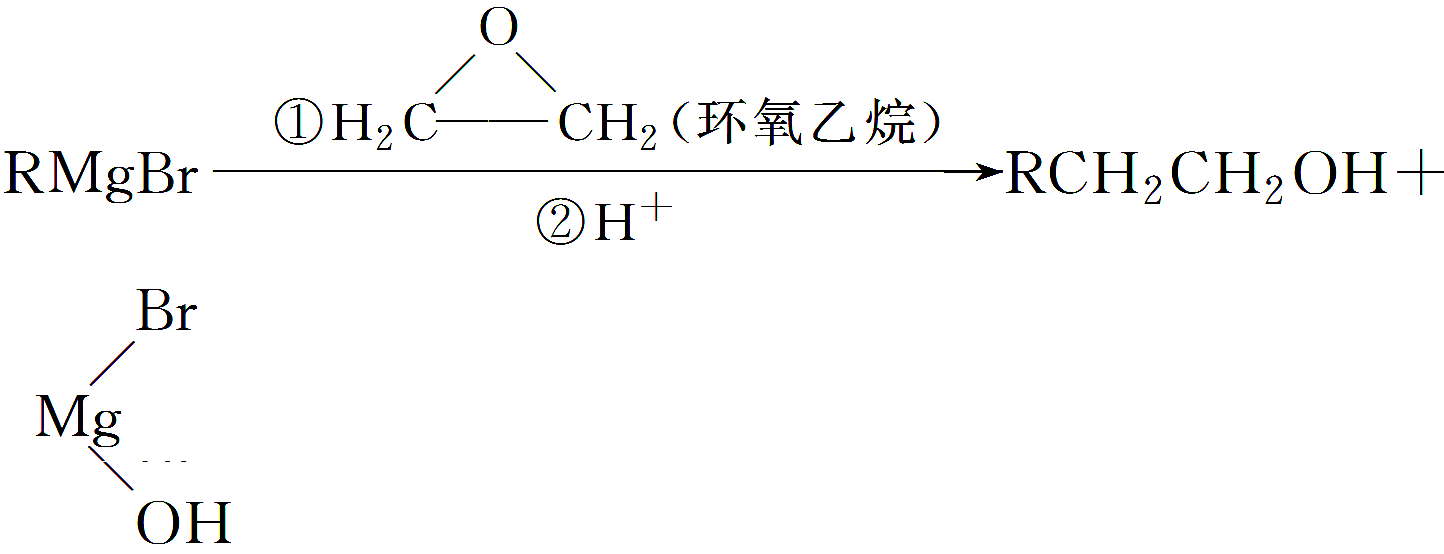 O
①H₂C——CH₂(环氧乙烷)
RMgBr→RCH₂CH₂OH+
②H⁺
Br
Mg
OH